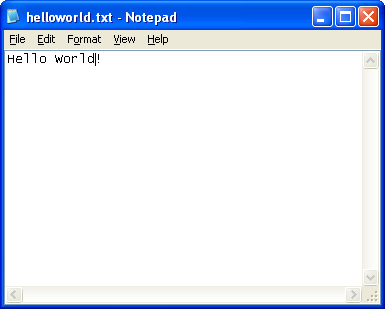 helloworld.txt - Notepad
File Edit Format View Help
Hello World!